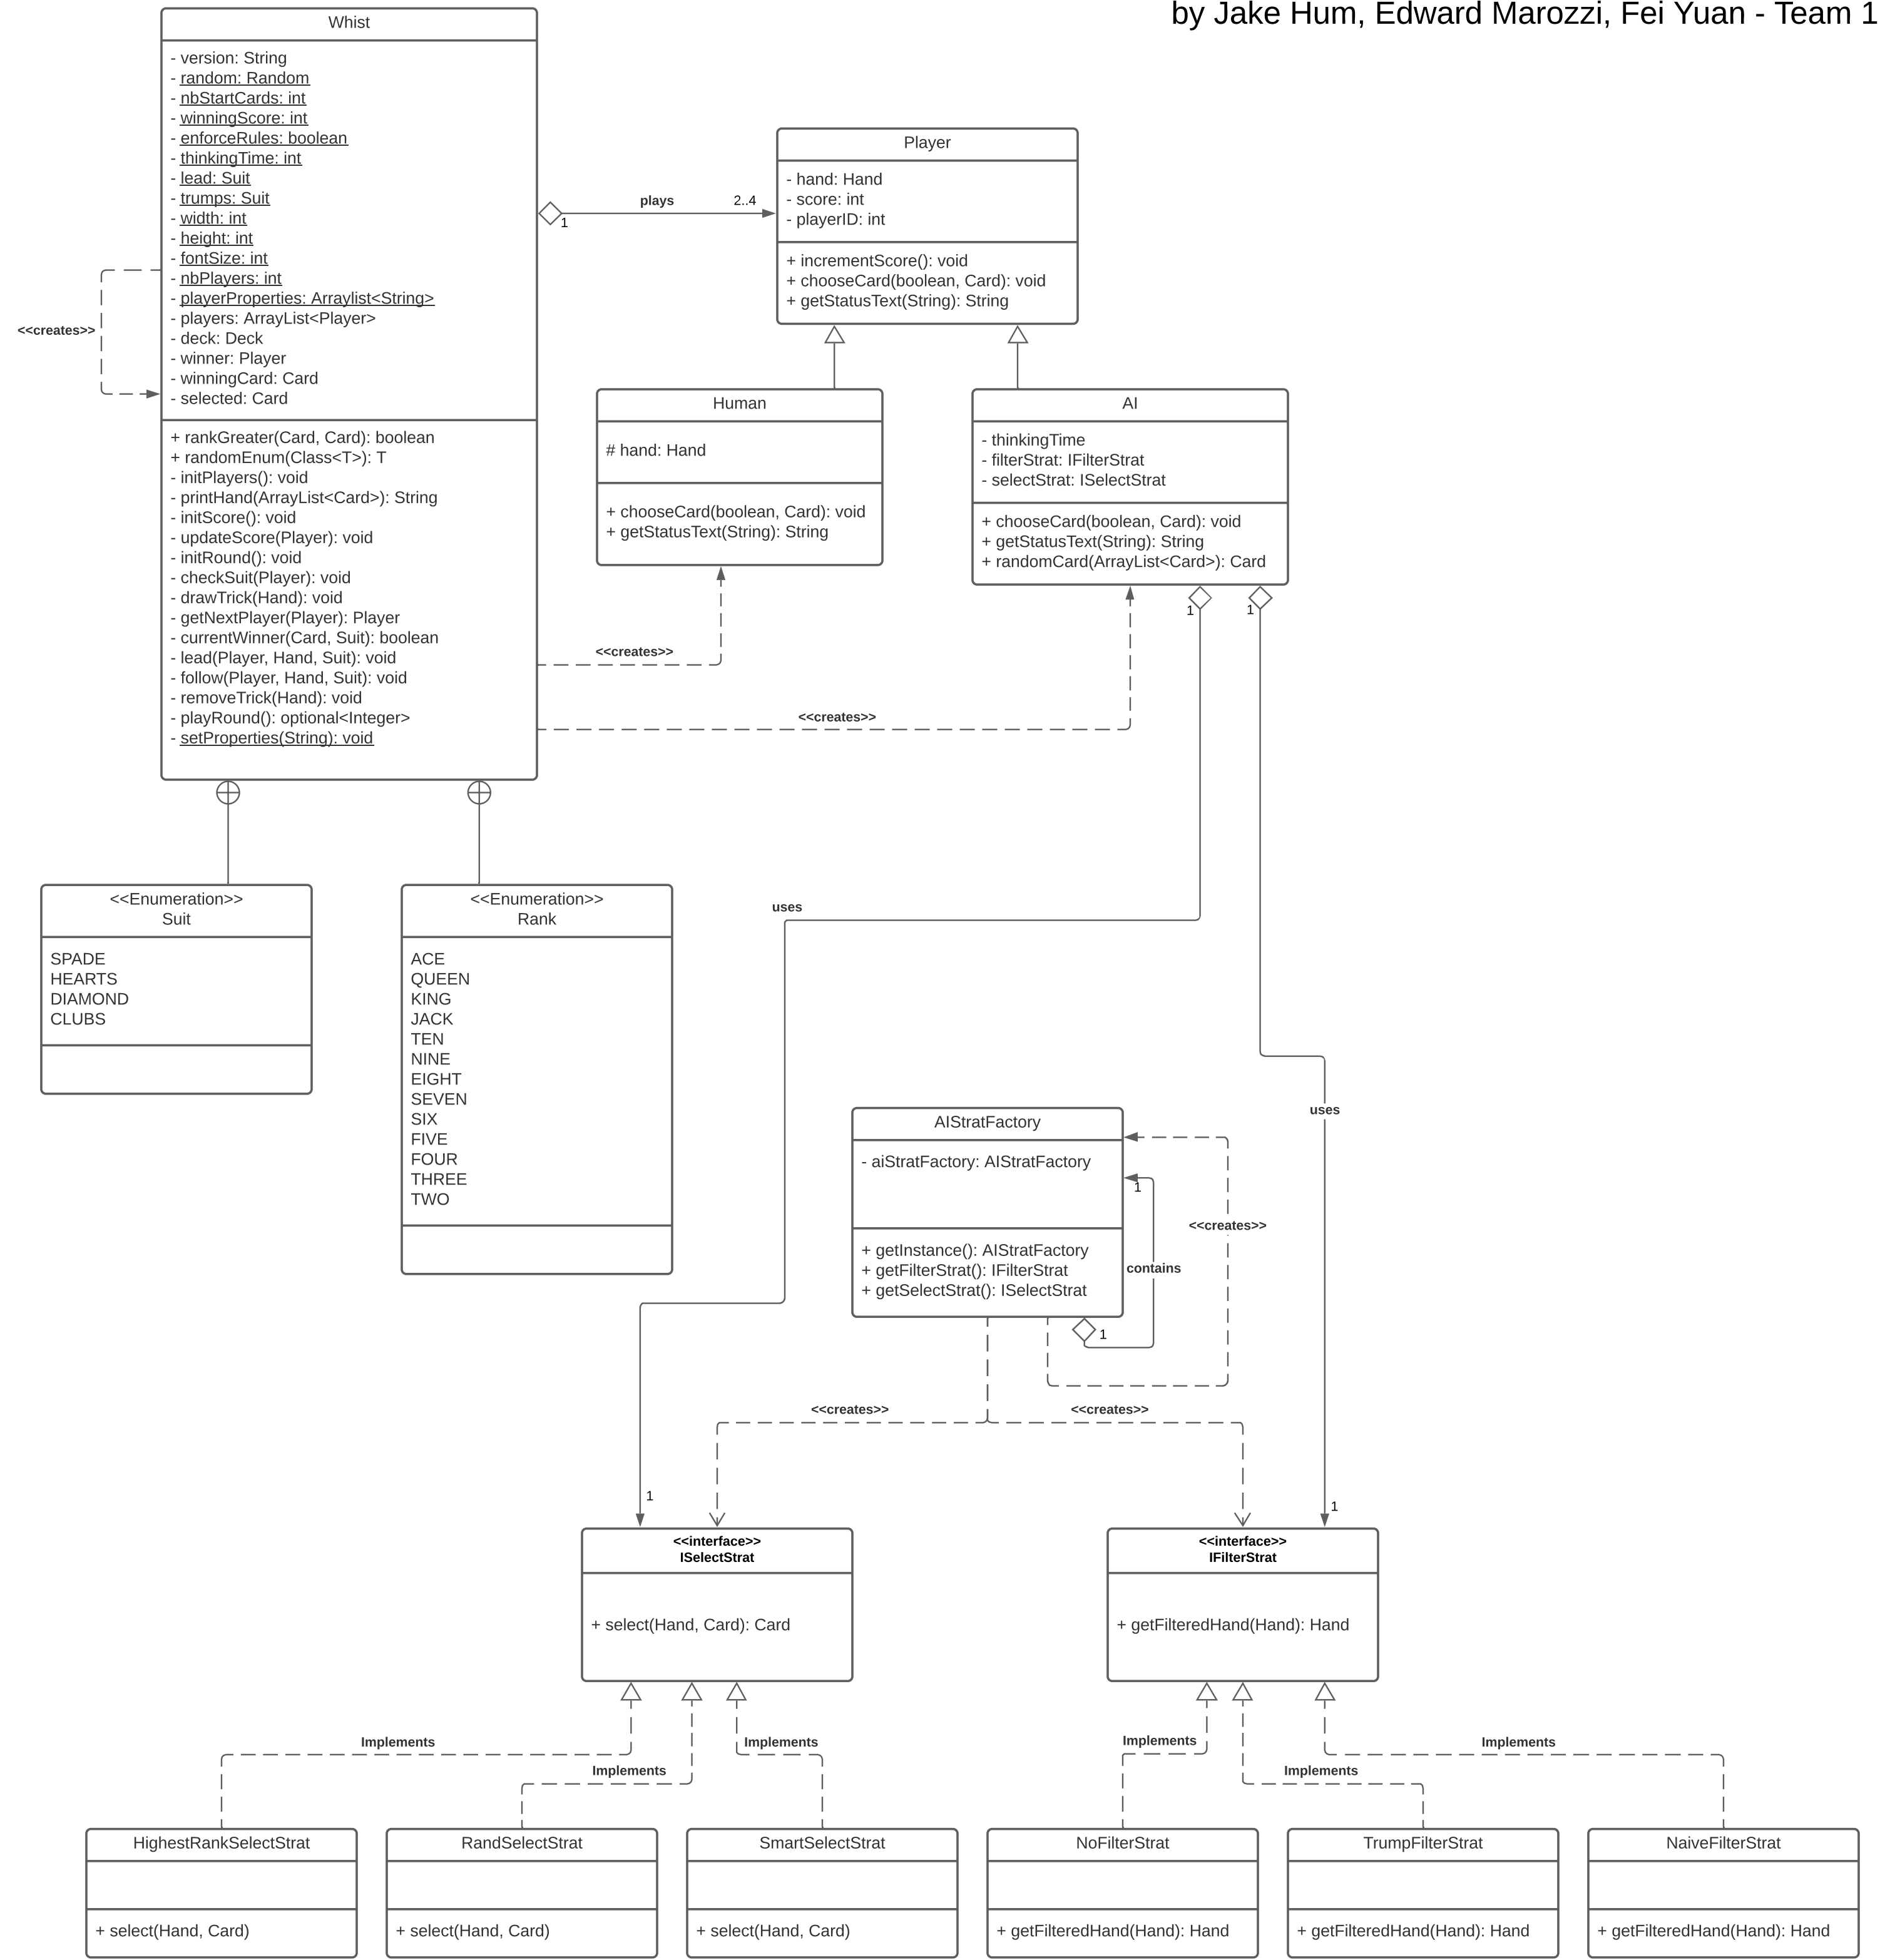 by Jake Hum, Edward Marozzi, Fei Yuan - Team 1
Whist
- version: String
- random: Random
- nbStartCards: int
- winningScore: int
- enforceRules: boolean
- thinkingTime: int
- lead: Suit
- trumps: Suit
- width: int
- height: int
- fontSize: int
- nbPlayers: int
- playerProperties: Arraylist<String>
- players: ArrayList<Player>
- deck: Deck
- winner: Player
- winningCard: Card
- selected: Card
+ rankGreater(Card, Card): boolean
+ randomEnum(Class<T>): T
- initPlayers(): void
- printHand(ArrayList<Card>): String
- initScore(): void
- updateScore(Player): void
- initRound(): void
- checkSuit(Player): void
- drawTrick(Hand): void
- getNextPlayer(Player): Player
- currentWinner(Card, Suit): boolean
- lead(Player, Hand, Suit): void
- follow(Player, Hand, Suit): void
- removeTrick(Hand): void
- playRound(): optional<Integer>
- setProperties(String): void
<<creates>>
plays
2..4
1
Player
- hand: Hand
- score: int
- playerID: int
+ incrementScore(): void
+ chooseCard(boolean, Card): void
+ getStatusText(String): String
Human
# hand: Hand
+ chooseCard(boolean, Card): void
+ getStatusText(String): String
AI
- thinkingTime
- filterStrat: IFilterStrat
- selectStrat: ISelectStrat
+ chooseCard(boolean, Card): void
+ getStatusText(String): String
+ randomCard(ArrayList<Card>): Card
1
1
<<creates>>
<<creates>>
<<Enumeration>>
Suit
SPADE
HEARTS
DIAMOND
CLUBS
<<Enumeration>>
Rank
ACE
QUEEN
KING
JACK
TEN
NINE
EIGHT
SEVEN
SIX
FIVE
FOUR
THREE
TWO
uses
uses
AIStratFactory
- aiStratFactory: AIStratFactory
+ getInstance(): AIStratFactory
+ getFilterStrat(): IFilterStrat
+ getSelectStrat(): ISelectStrat
1
<<creates>>
contains
1
<<creates>>
<<creates>>
1
1
<<interface>>
ISelectStrat
+ select(Hand, Card): Card
<<interface>>
IFilterStrat
+ getFilteredHand(Hand): Hand
Implements
Implements
Implements
Implements
Implements
Implements
HighestRankSelectStrat
+ select(Hand, Card)
RandSelectStrat
+ select(Hand, Card)
SmartSelectStrat
+ select(Hand, Card)
NoFilterStrat
+ getFilteredHand(Hand): Hand
TrumpFilterStrat
+ getFilteredHand(Hand): Hand
NaiveFilterStrat
+ getFilteredHand(Hand): Hand